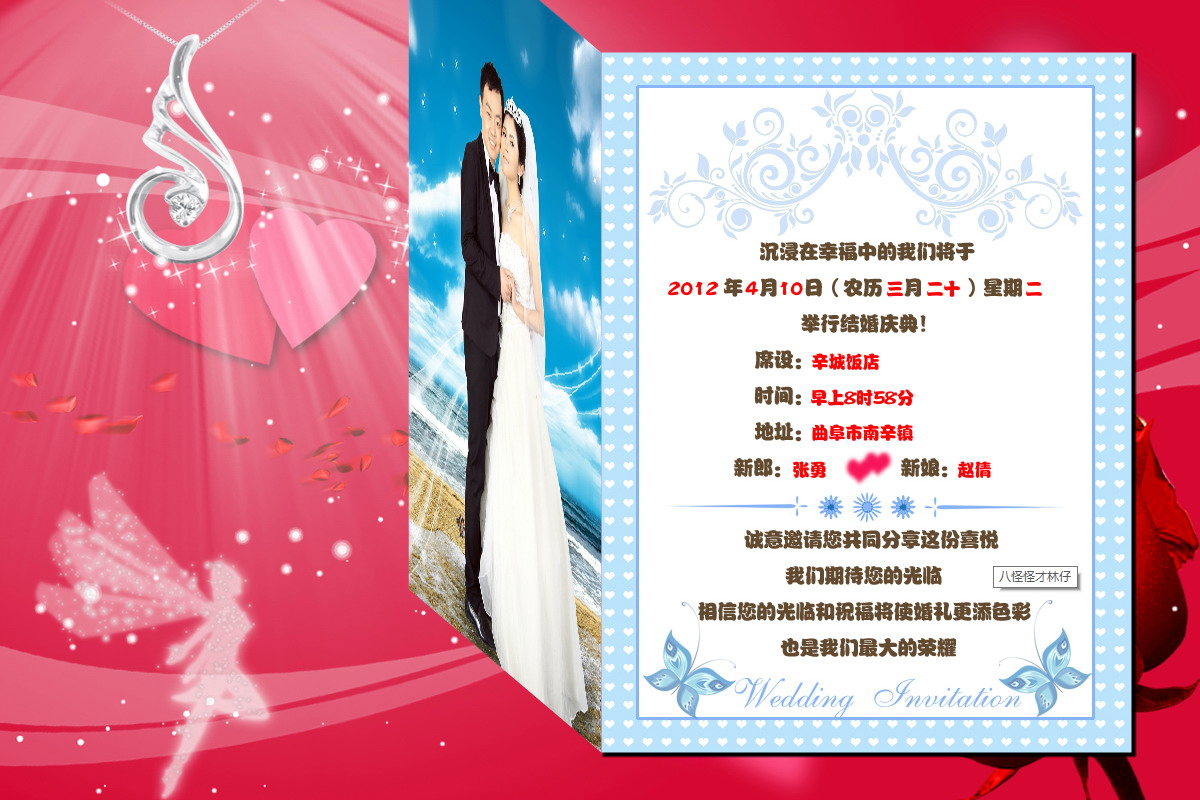 沉浸在幸福中的我们将于
2012 年4月10日（农历三月二十）星期二
举行结婚庆典！
席设：辛城饭店
时间：早上8时58分
地址：曲阜市南辛镇
新郎：张勇 新娘：赵倩
诚意邀请您共同分享这份喜悦
我们期待您的光临
八怪怪才林仔
相信您的光临和祝福将使婚礼更添色彩
也是我们最大的荣耀
Wedding Invitation